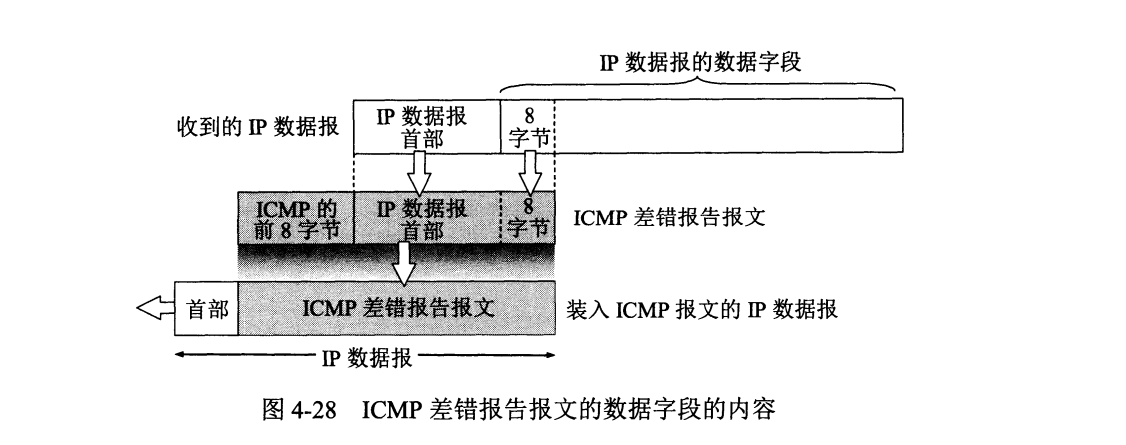 IP 数据报的数据字段
收到的 IP 数据报
IP 数据报
首部
8
字节
ICMP 的
前 8 字节
IP 数据报
首部
8
字节
ICMP 差错报告报文
首部
ICMP 差错报告报文
装入 ICMP 报文的 IP 数据报
IP 数据报
图 4-28 ICMP 差错报告报文的数据字段的内容